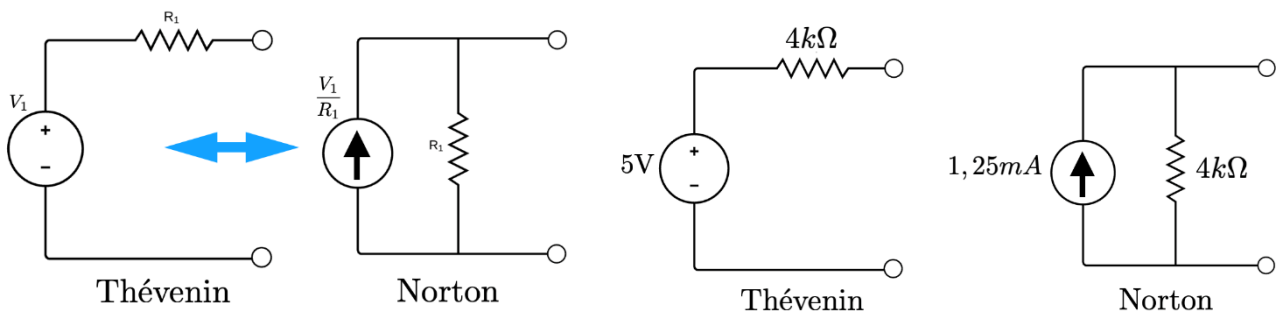 R₁
V₁
+
−
Thévenin
V₁
R₁
R₁
Norton
4kΩ
5V
+
−
Thévenin
1,25mA
4kΩ
Norton